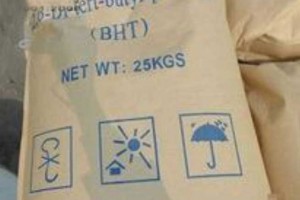 -Di-tert-butyl-
(BHT)
NET WT: 25KGS